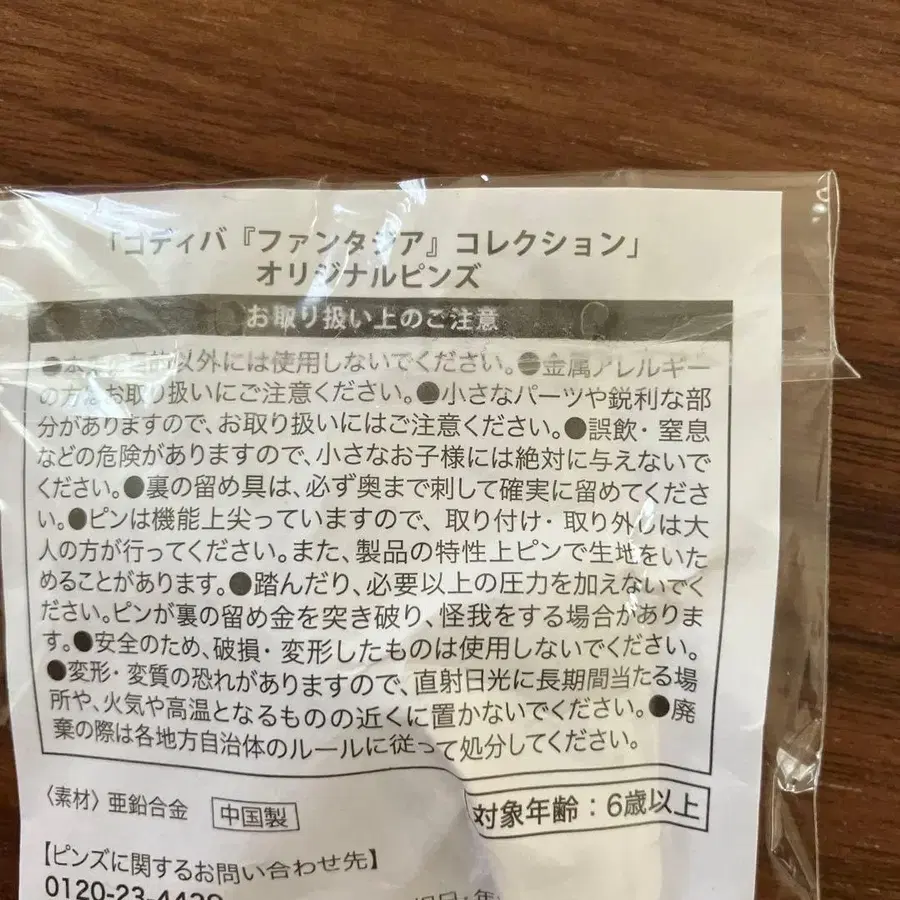 「ゴディバ『ファンタジア』コレクション」
オリジナルピンズ
お取り扱い上のご注意
以外には使用しないでください。●金属アレルギー
の方はお取り扱いにご注意ください。●小さなパーツや鋭利な部
分がありますので、お取り扱いにはご注意ください。●誤飲・窒息
などの危険がありますので、小さなお子様には絶対に与えないで
ください。●裏の留め具は、必ず奥まで刺して確実に留めてくださ
い。●ピンは機能上尖っていますので、取り付け・取り外しは大
人の方が行ってください。また、製品の特性上ピンで生地をいた
めることがあります。●踏んだり、必要以上の圧力を加えないでく
ださい。ピンが裏の留め金を突き破り、怪我をする場合がありま
す。●安全のため、破損・変形したものは使用しないでください。
●変形・変質の恐れがありますので、直射日光に長期間当たる場
所や、火気や高温となるものの近くに置かないでください。●廃
棄の際は各地方自治体のルールに従って処分してください。
〈素材〉亜鉛合金 中国製 対象年齢：6歳以上
【ピンズに関するお問い合わせ先】
0120-23-4429